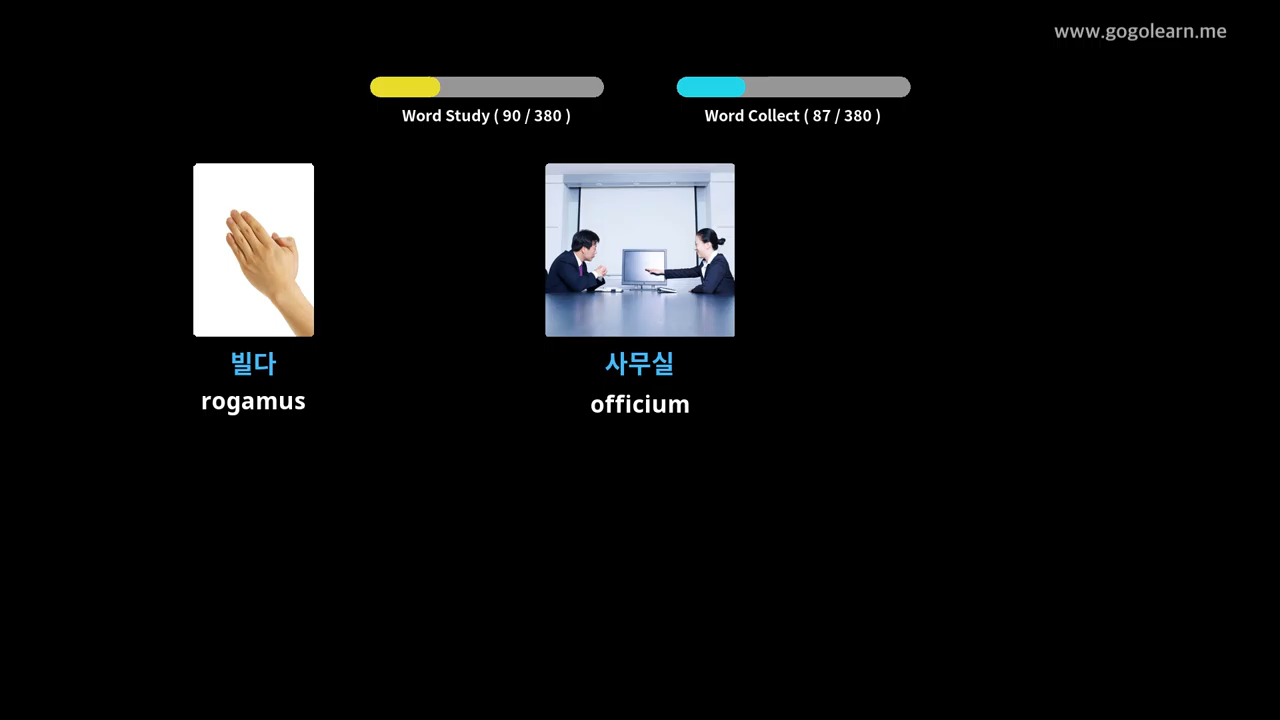 www.gogolearn.me
Word Study ( 90 / 380 )
Word Collect ( 87 / 380 )
빌다
rogamus
사무실
officium